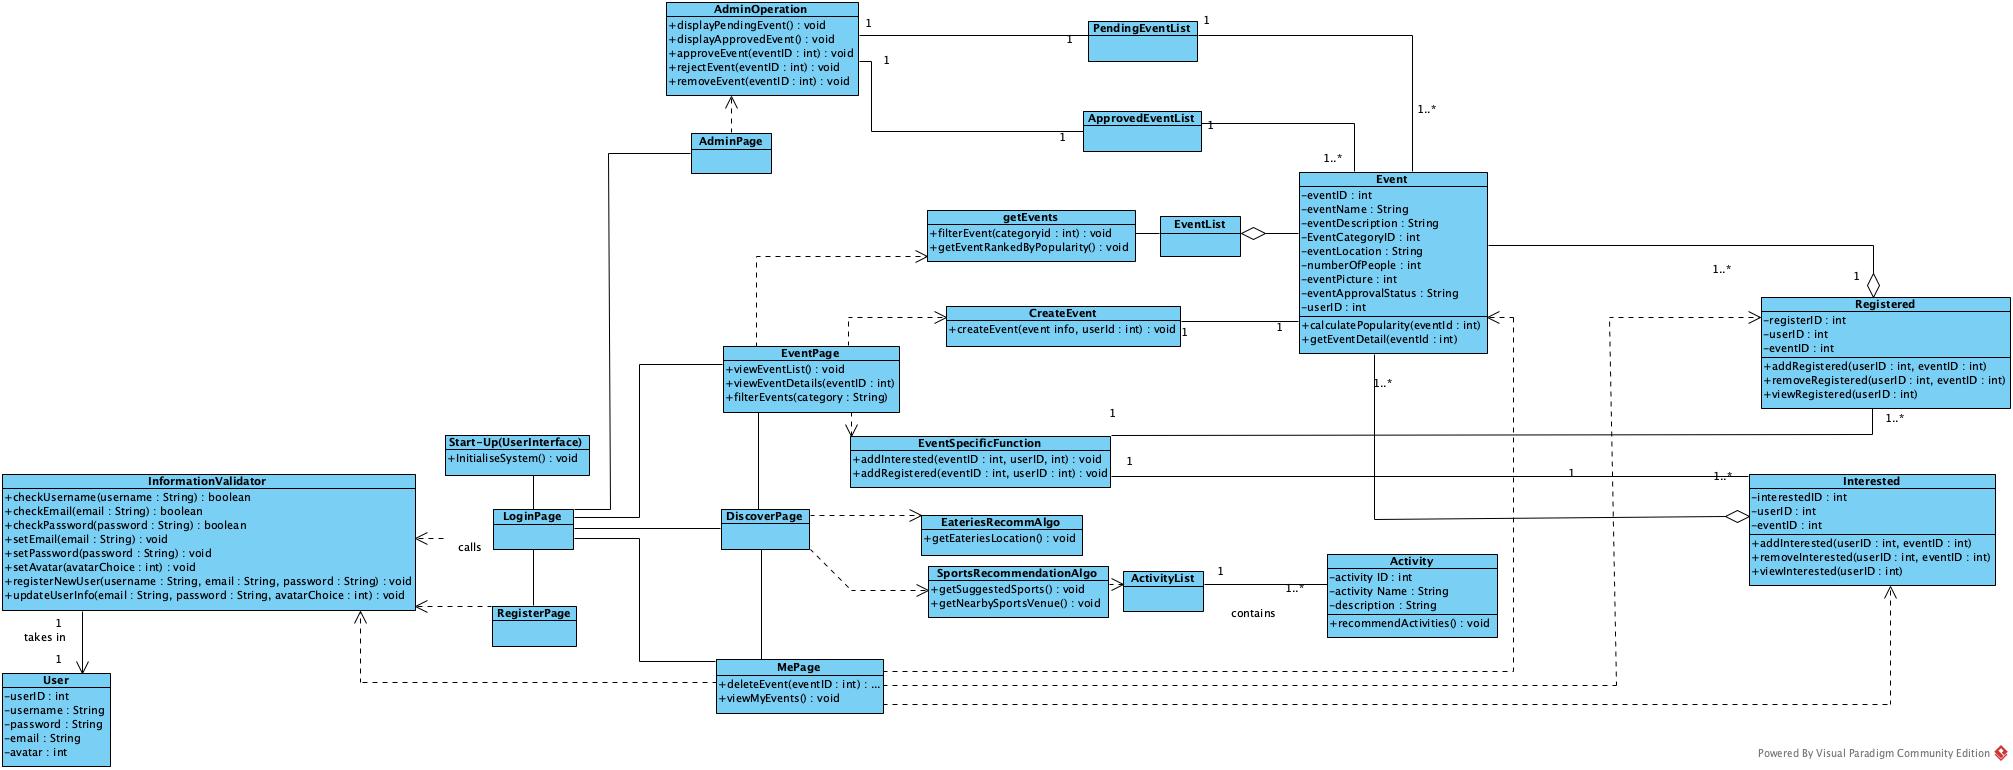 AdminOperation
+displayPendingEvent() : void
+displayApprovedEvent() : void
+approveEvent(eventID : int) : void
+rejectEvent(eventID : int) : void
+removeEvent(eventID : int) : void
1
1
PendingEventList
1
1..*
1
1
ApprovedEventList
1
1..*
AdminPage
Event
-eventID : int
-eventName : String
-eventDescription : String
-EventCategoryID : int
-eventLocation : String
-numberOfPeople : int
-eventPicture : int
-eventApprovalStatus : String
-userID : int
+calculatePopularity(eventId : int)
+getEventDetail(eventId : int)
getEvents
+filterEvent(categoryid : int) : void
+getEventRankedByPopularity() : void
EventList
1..*
1
Registered
-registerID : int
-userID : int
-eventID : int
+addRegistered(userID : int, eventID : int)
+removeRegistered(userID : int, eventID : int)
+viewRegistered(userID : int)
CreateEvent
+createEvent(event info, userId : int) : void
1
1
EventPage
+viewEventList() : void
+viewEventDetails(eventID : int)
+filterEvents(category : String)
1..*
1
1..*
EventSpecificFunction
+addInterested(eventID : int, userID, int) : void
+addRegistered(eventID : int, userID : int) : void
1
1
1..*
Start-Up(UserInterface)
+InitialiseSystem() : void
InformationValidator
+checkUsername(username : String) : boolean
+checkEmail(email : String) : boolean
+checkPassword(password : String) : boolean
+setEmail(email : String) : void
+setPassword(password : String) : void
+setAvatar(avatarChoice : int) : void
+registerNewUser(username : String, email : String, password : String) : void
+updateUserInfo(email : String, password : String, avatarChoice : int) : void
calls
LoginPage
DiscoverPage
EateriesRecommAlgo
+getEateriesLocation() : void
Interested
-interestedID : int
-userID : int
-eventID : int
+addInterested(userID : int, eventID : int)
+removeInterested(userID : int, eventID : int)
+viewInterested(userID : int)
SportsRecommendationAlgo
+getSuggestedSports() : void
+getNearbySportsVenue() : void
ActivityList
1
1..*
contains
Activity
-activity ID : int
-activity Name : String
-description : String
+recommendActivities() : void
RegisterPage
1
takes in
1
User
-userID : int
-username : String
-password : String
-email : String
-avatar : int
MePage
+deleteEvent(eventID : int) : ...
+viewMyEvents() : void
Powered By Visual Paradigm Community Edition